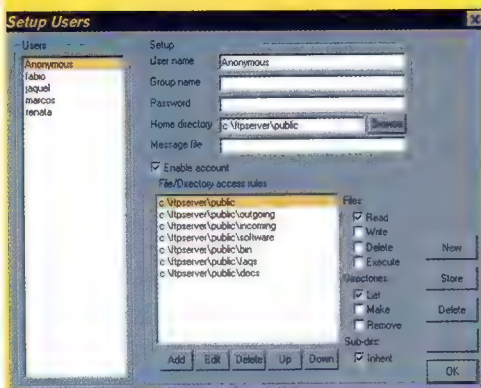 Setup Users
Users
Anonymous
fabio
jaquel
marcos
renata
Setup
User name Anonymous
Group name
Password
Home directory c:\ftpserver\public Browse
Message file
Enable account
File/Directory access rules
c:\ftpserver\public
c:\ftpserver\public\outgoing
c:\ftpserver\public\incoming
c:\ftpserver\public\software
c:\ftpserver\public\bin
c:\ftpserver\public\faqs
c:\ftpserver\public\docs
Add Edit Delete Up Down
Files:
Read
Write
Delete
Execute
Directories:
List
Make
Remove
Sub-dirs:
Inherit
New
Store
Delete
OK